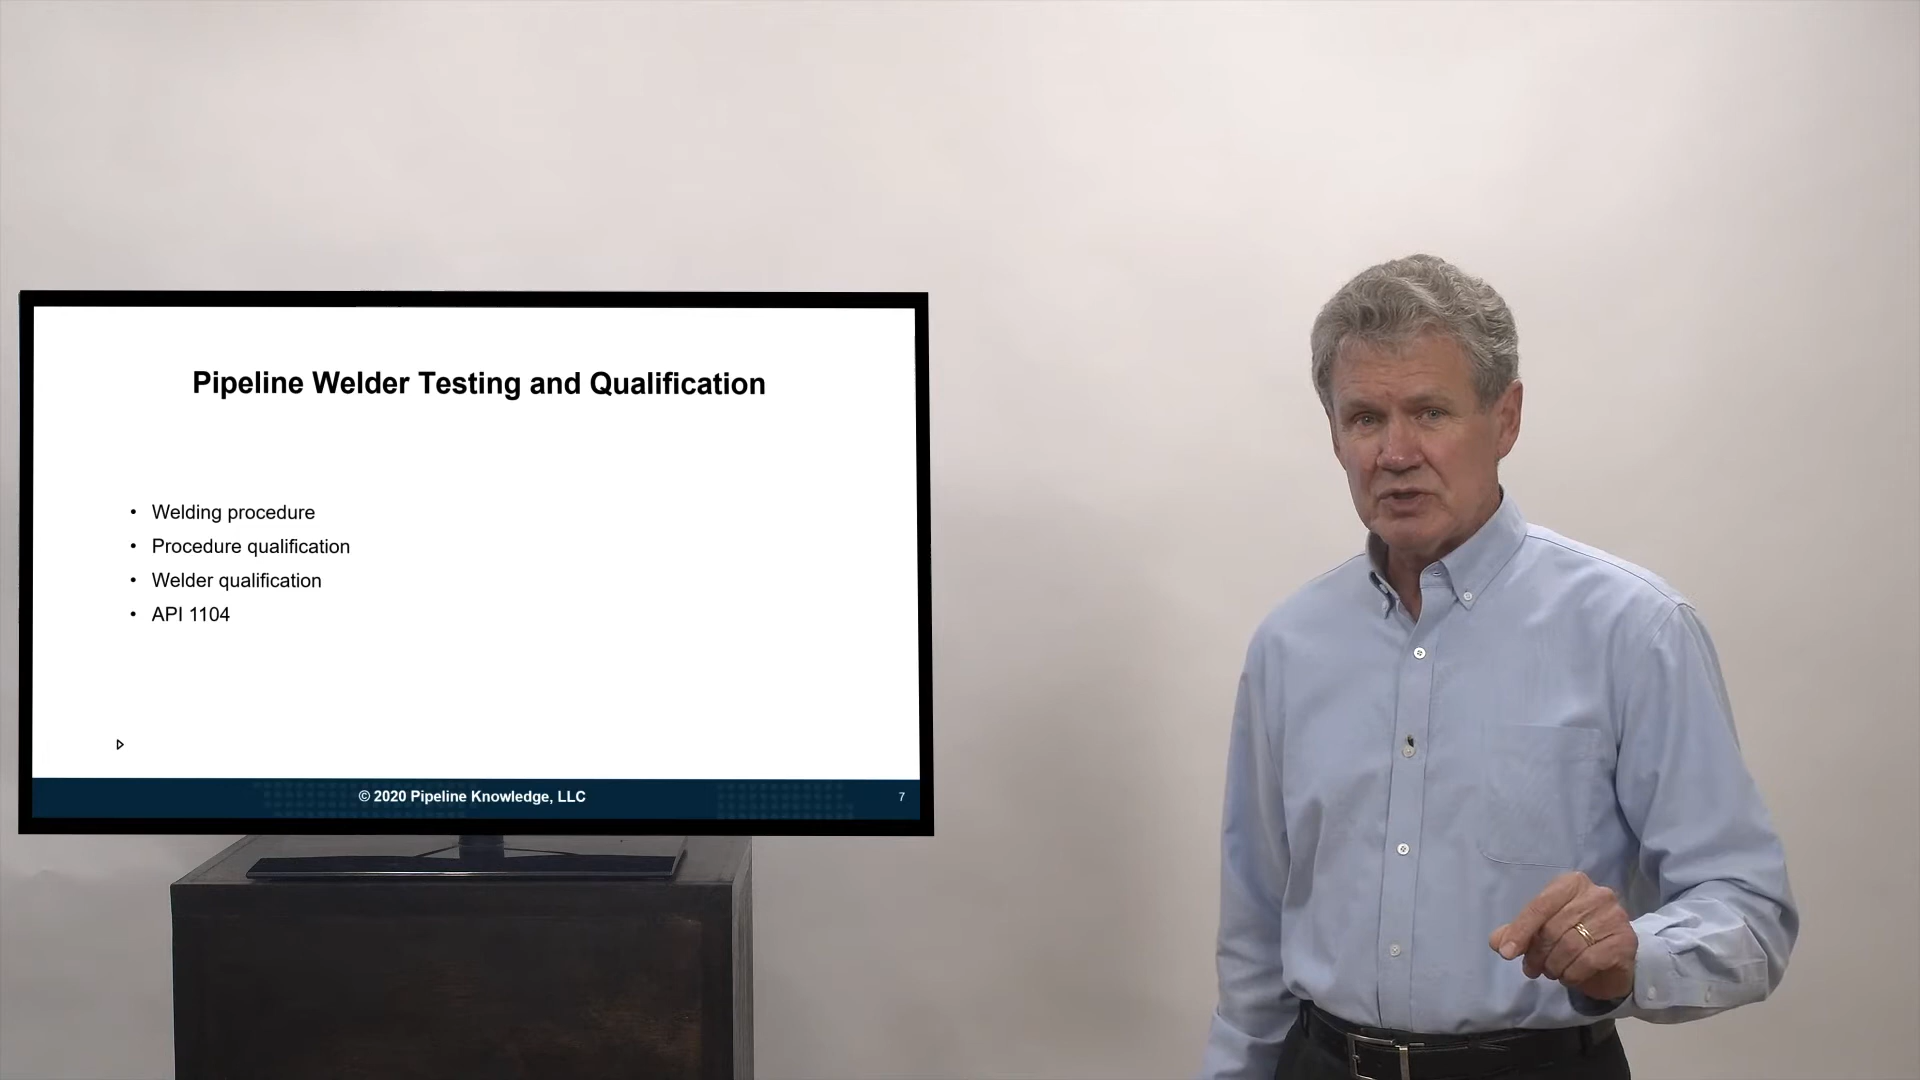 Pipeline Welder Testing and Qualification
• Welding procedure
• Procedure qualification
• Welder qualification
• API 1104
© 2020 Pipeline Knowledge, LLC
7